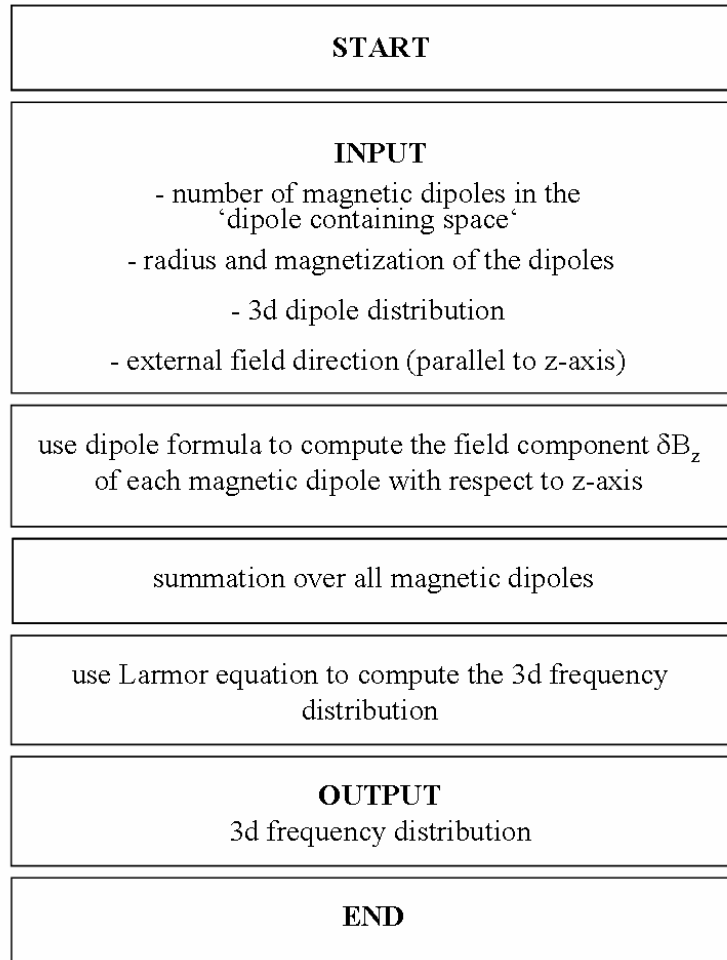 START
INPUT
- number of magnetic dipoles in the
‘dipole containing space‘
- radius and magnetization of the dipoles
- 3d dipole distribution
- external field direction (parallel to z-axis)
use dipole formula to compute the field component δBz
of each magnetic dipole with respect to z-axis
summation over all magnetic dipoles
use Larmor equation to compute the 3d frequency
distribution
OUTPUT
3d frequency distribution
END